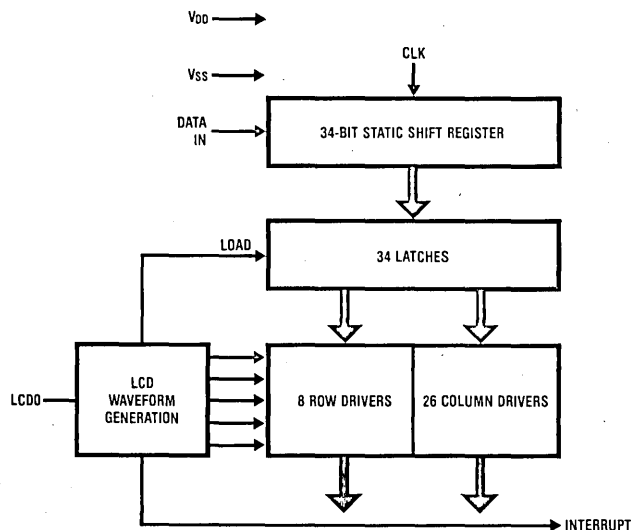 VDD
VSS
CLK
DATA
IN
34-BIT STATIC SHIFT REGISTER
LOAD
34 LATCHES
LCD0
LCD
WAVEFORM
GENERATION
8 ROW DRIVERS
26 COLUMN DRIVERS
INTERRUPT